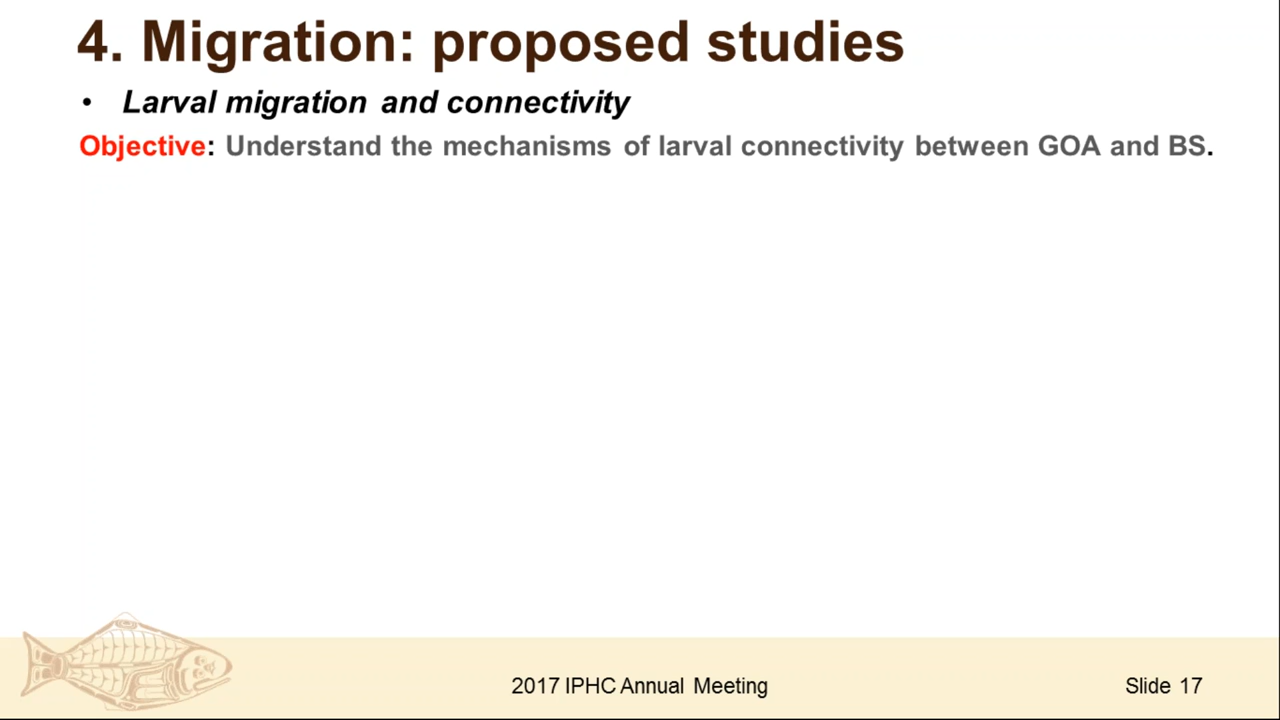 4. Migration: proposed studies
• Larval migration and connectivity
Objective: Understand the mechanisms of larval connectivity between GOA and BS.
2017 IPHC Annual Meeting
Slide 17